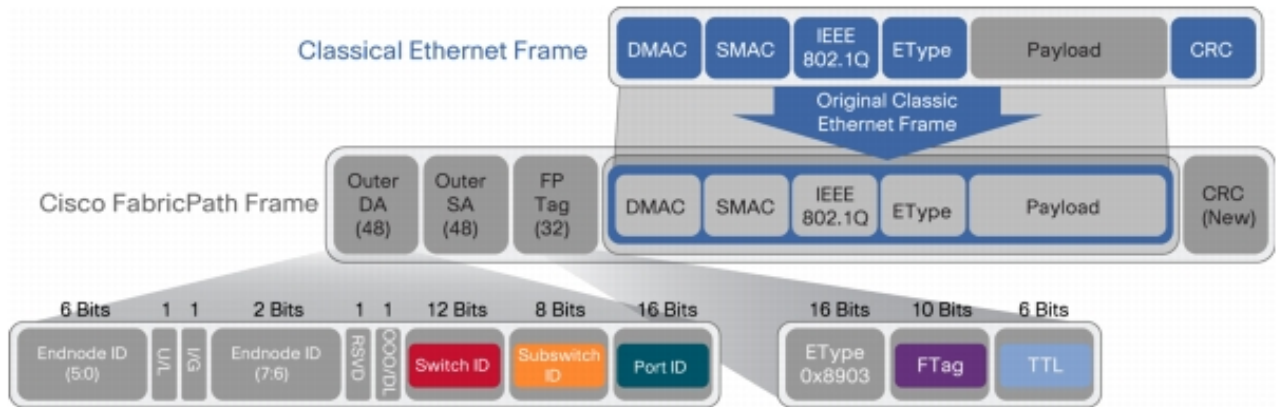 Classical Ethernet Frame
DMAC
SMAC
IEEE
802.1Q
EType
Payload
CRC
Original Classic
Ethernet Frame
Cisco FabricPath Frame
Outer
DA
(48)
Outer
SA
(48)
FP
Tag
(32)
DMAC
SMAC
IEEE
802.1Q
EType
Payload
CRC
(New)
6 Bits
1
1
2 Bits
1
1
12 Bits
8 Bits
16 Bits
Endnode ID
(5:0)
U/L
I/G
Endnode ID
(7:6)
RSVD
OOO/DL
Switch ID
Subswitch
ID
Port ID
16 Bits
10 Bits
6 Bits
EType
0x8903
FTag
TTL